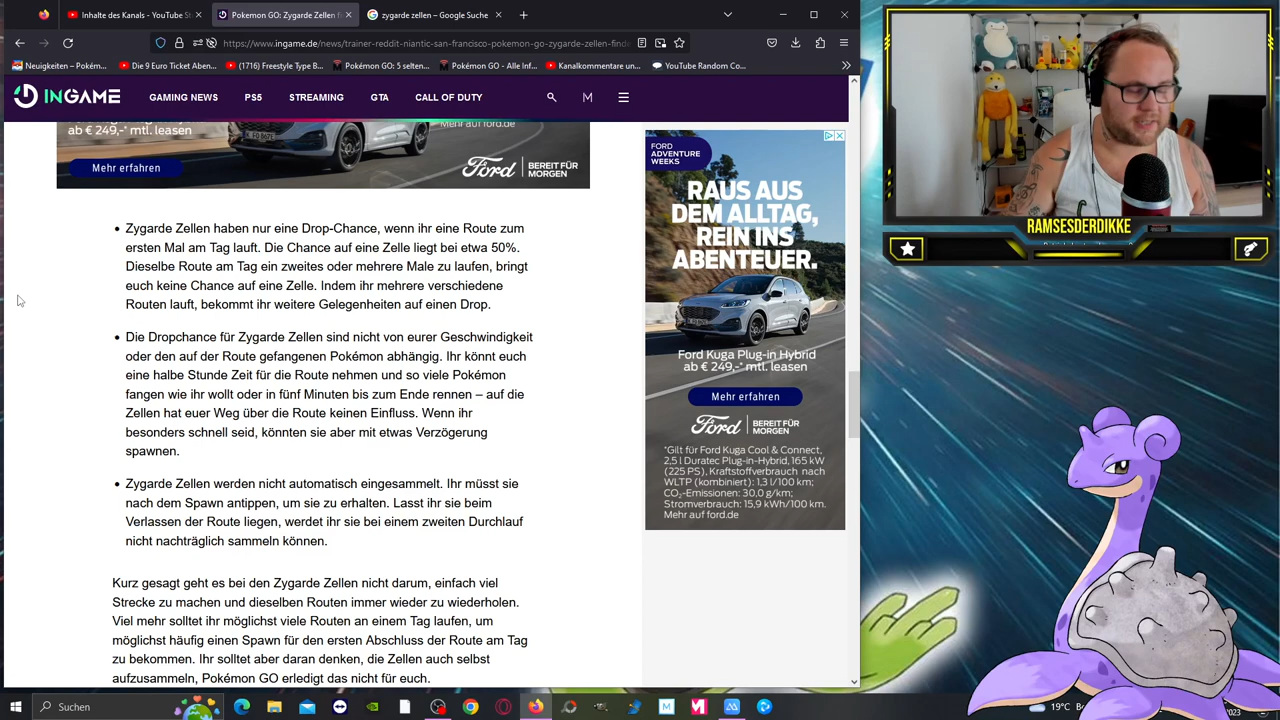 Inhalte des Kanals - YouTube S
Pokemon GO: Zygarde Zellen f
zygarde zellen – Google Suche
https://www.ingame.de/news/trainer-reddit-niantic-san-francisco-pokemon-go-zygarde-zellen-finde
Neuigkeiten – Pokém...
Die 9 Euro Ticket Aben...
(1716) Freestyle Type B...
Pokémon GO: 5 selten...
Pokémon GO - Alle Inf...
Kanalkommentare un...
YouTube Random Co...
INGAME
GAMING NEWS
PS5
STREAMING
GTA
CALL OF DUTY
M
ab € 249,-* mtl. leasen
Mehr auf ford.de
Mehr erfahren
Ford
BEREIT FÜR
MORGEN
• Zygarde Zellen haben nur eine Drop-Chance, wenn ihr eine Route zum
ersten Mal am Tag lauft. Die Chance auf eine Zelle liegt bei etwa 50%.
Dieselbe Route am Tag ein zweites oder mehrere Male zu laufen, bringt
euch keine Chance auf eine Zelle. Indem ihr mehrere verschiedene
Routen lauft, bekommt ihr weitere Gelegenheiten auf einen Drop.
• Die Dropchance für Zygarde Zellen sind nicht von eurer Geschwindigkeit
oder den auf der Route gefangenen Pokémon abhängig. Ihr könnt euch
eine halbe Stunde Zeit für die Route nehmen und so viele Pokémon
fangen wie ihr wollt oder in fünf Minuten bis zum Ende rennen – auf die
Zellen hat euer Weg über die Route keinen Einfluss. Wenn ihr
besonders schnell seid, könnten sie aber mit etwas Verzögerung
spawnen.
• Zygarde Zellen werden nicht automatisch eingesammelt. Ihr müsst sie
nach dem Spawn antippen, um sie zu erhalten. Lasst ihr sie beim
Verlassen der Route liegen, werdet ihr sie bei einem zweiten Durchlauf
nicht nachträglich sammeln können.
Kurz gesagt geht es bei den Zygarde Zellen nicht darum, einfach viel
Strecke zu machen und dieselben Routen immer wieder zu wiederholen.
Viel mehr solltet ihr möglichst viele Routen an einem Tag laufen, um
möglichst häufig einen Spawn für den ersten Abschluss der Route am Tag
zu bekommen. Ihr solltet aber daran denken, die Zellen auch selbst
aufzusammeln, Pokémon GO erledigt das nicht für euch.
FORD
ADVENTURE
WEEKS
RAUS AUS
DEM ALLTAG,
REIN INS
ABENTEUER.
Ford Kuga Plug-in Hybrid
ab € 249,-* mtl. leasen
Mehr erfahren
Ford
BEREIT FÜR
MORGEN
*Gilt für Ford Kuga Cool & Connect,
2,5 l Duratec Plug-in-Hybrid, 165 kW
(225 PS), Kraftstoffverbrauch nach
WLTP (kombiniert): 1,3 l/100 km;
CO₂-Emissionen: 30,0 g/km;
Stromverbrauch: 15,9 kWh/100 km.
Mehr auf ford.de
RAMSESDERDIKKE
Suchen
19°C